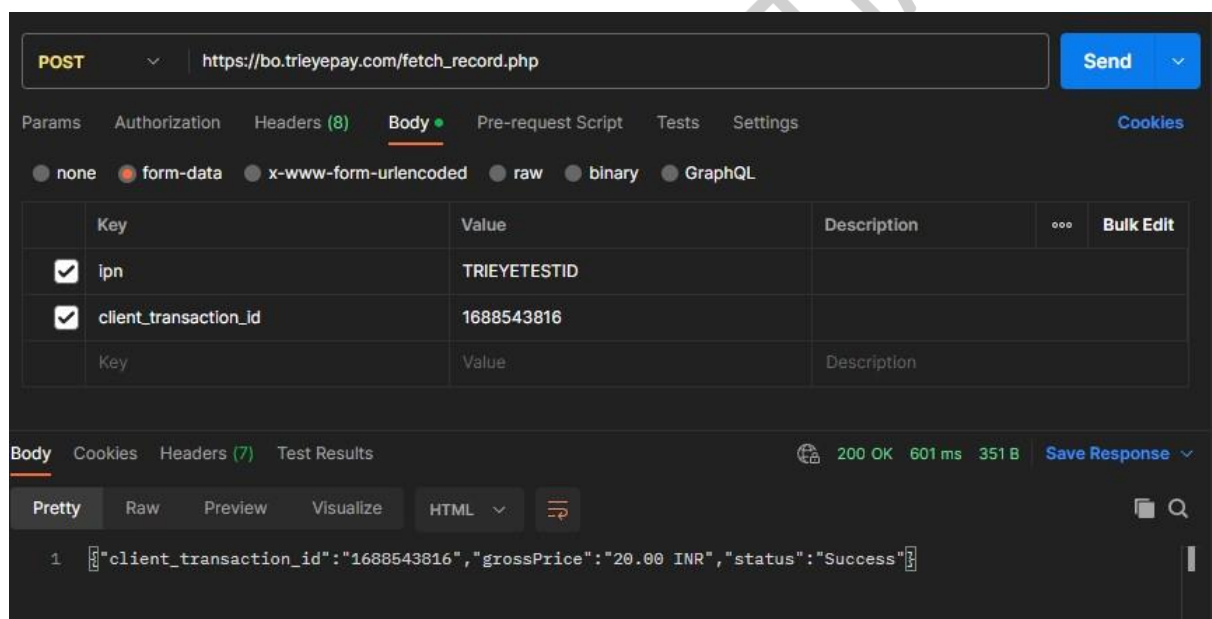 POST https://bo.trieyepay.com/fetch_record.php Send
Params Authorization Headers (8) Body Pre-request Script Tests Settings Cookies
none form-data x-www-form-urlencoded raw binary GraphQL
Key Value Description ooo Bulk Edit
ipn TRIEYETESTID
client_transaction_id 1688543816
Key Value Description
Body Cookies Headers (7) Test Results 200 OK 601 ms 351 B Save Response
Pretty Raw Preview Visualize HTML
1 {"client_transaction_id":"1688543816","grossPrice":"20.00 INR","status":"Success"}